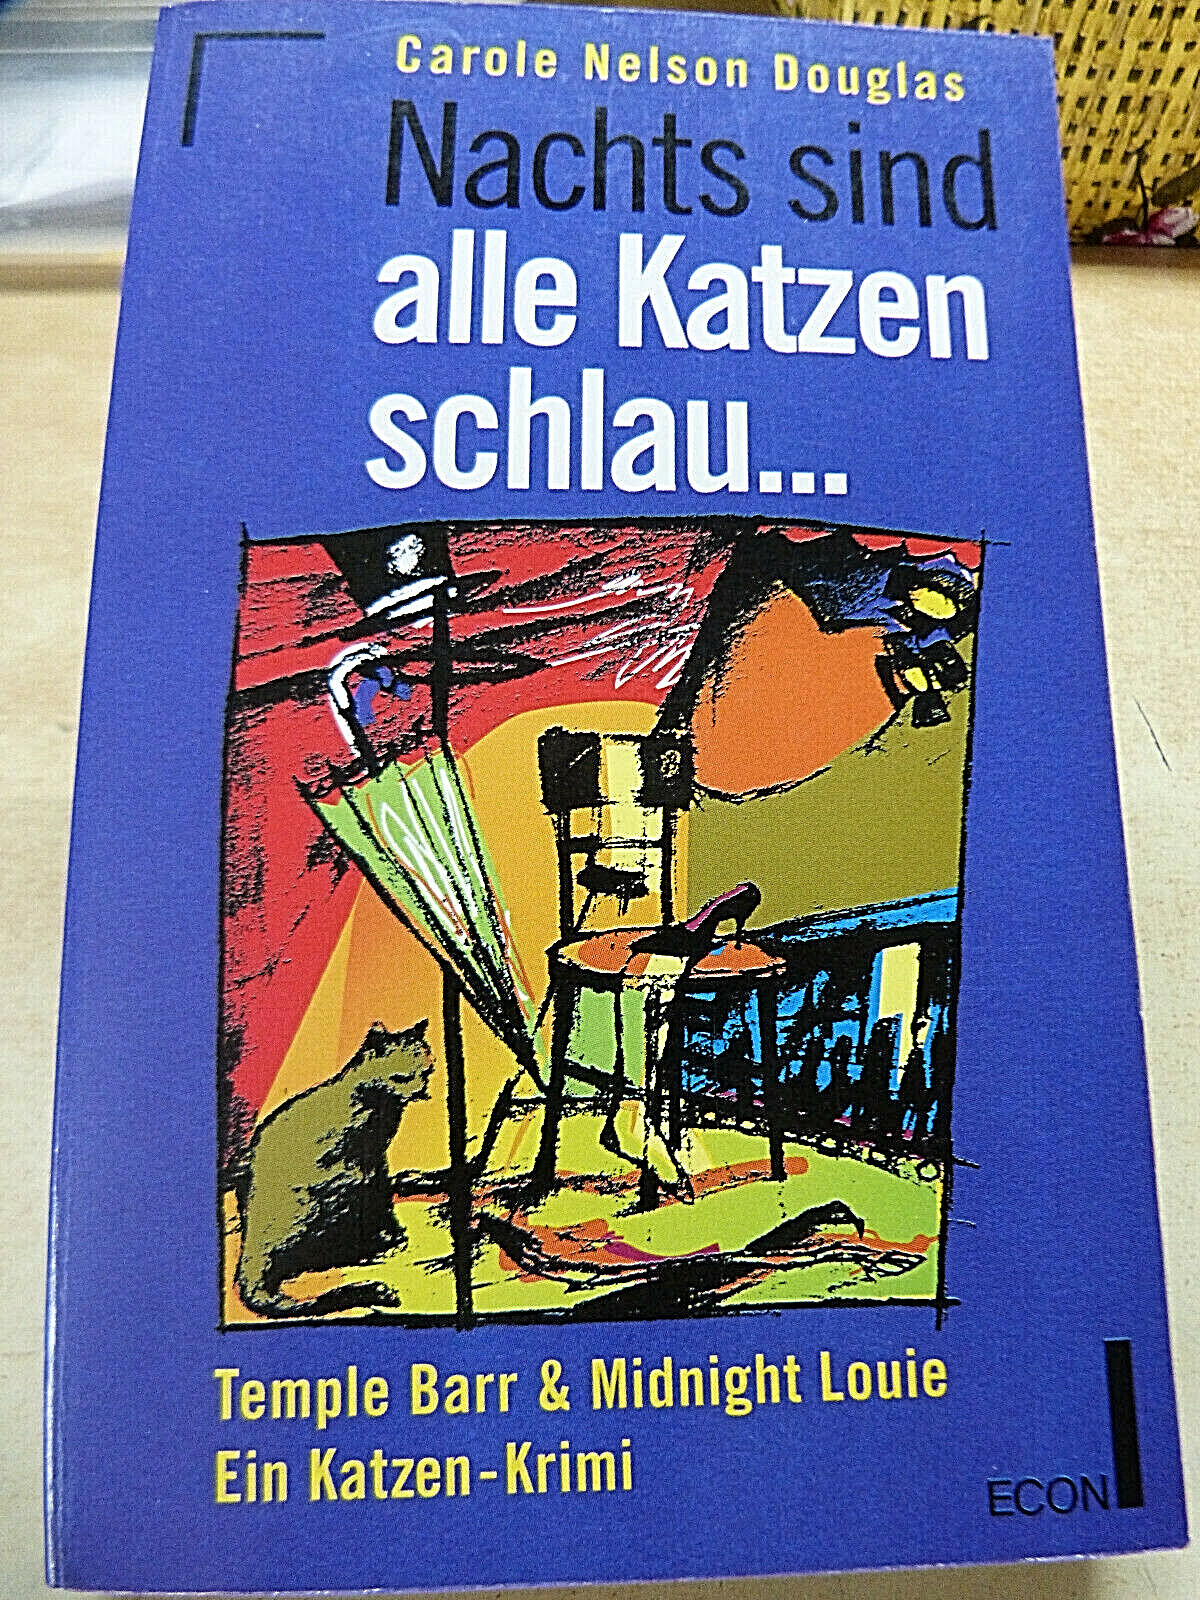 Carole Nelson Douglas
Nachts sind
alle Katzen
schlau...
Temple Barr & Midnight Louie
Ein Katzen-Krimi
ECON